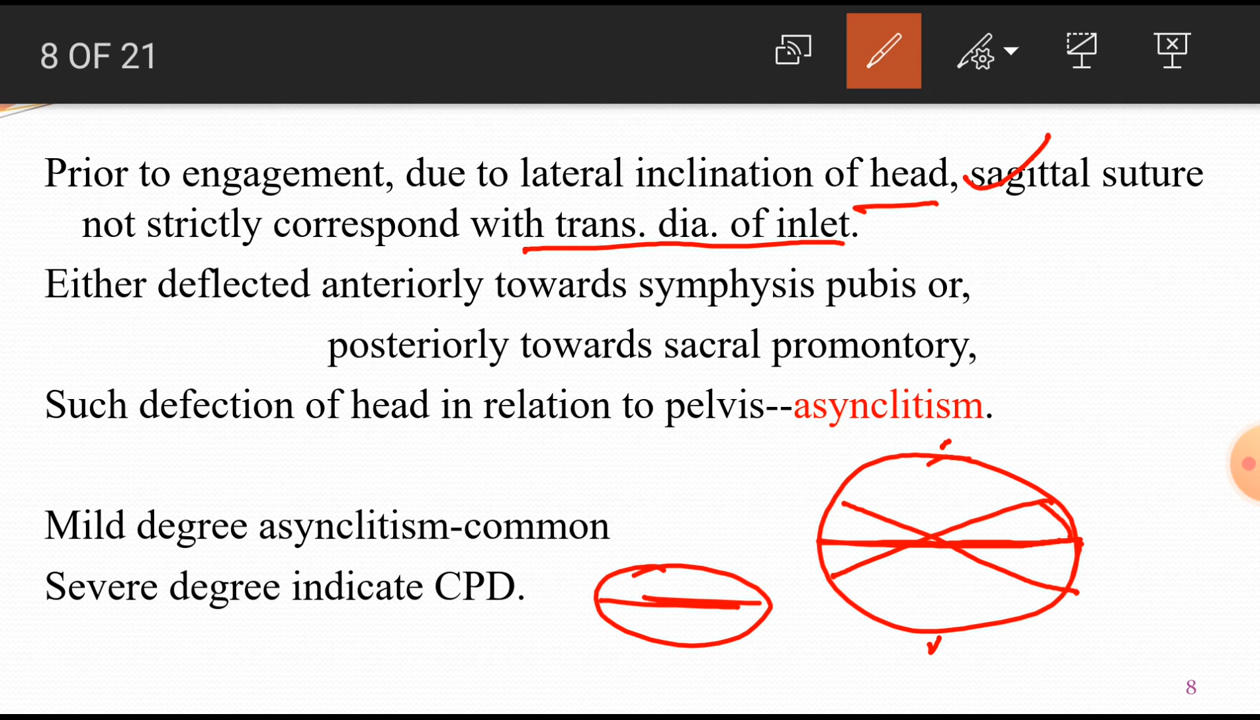 8 OF 21
Prior to engagement, due to lateral inclination of head, sagittal suture
not strictly correspond with trans. dia. of inlet.
Either deflected anteriorly towards symphysis pubis or,
posteriorly towards sacral promontory,
Such defection of head in relation to pelvis--asynclitism.
Mild degree asynclitism-common
Severe degree indicate CPD.
8